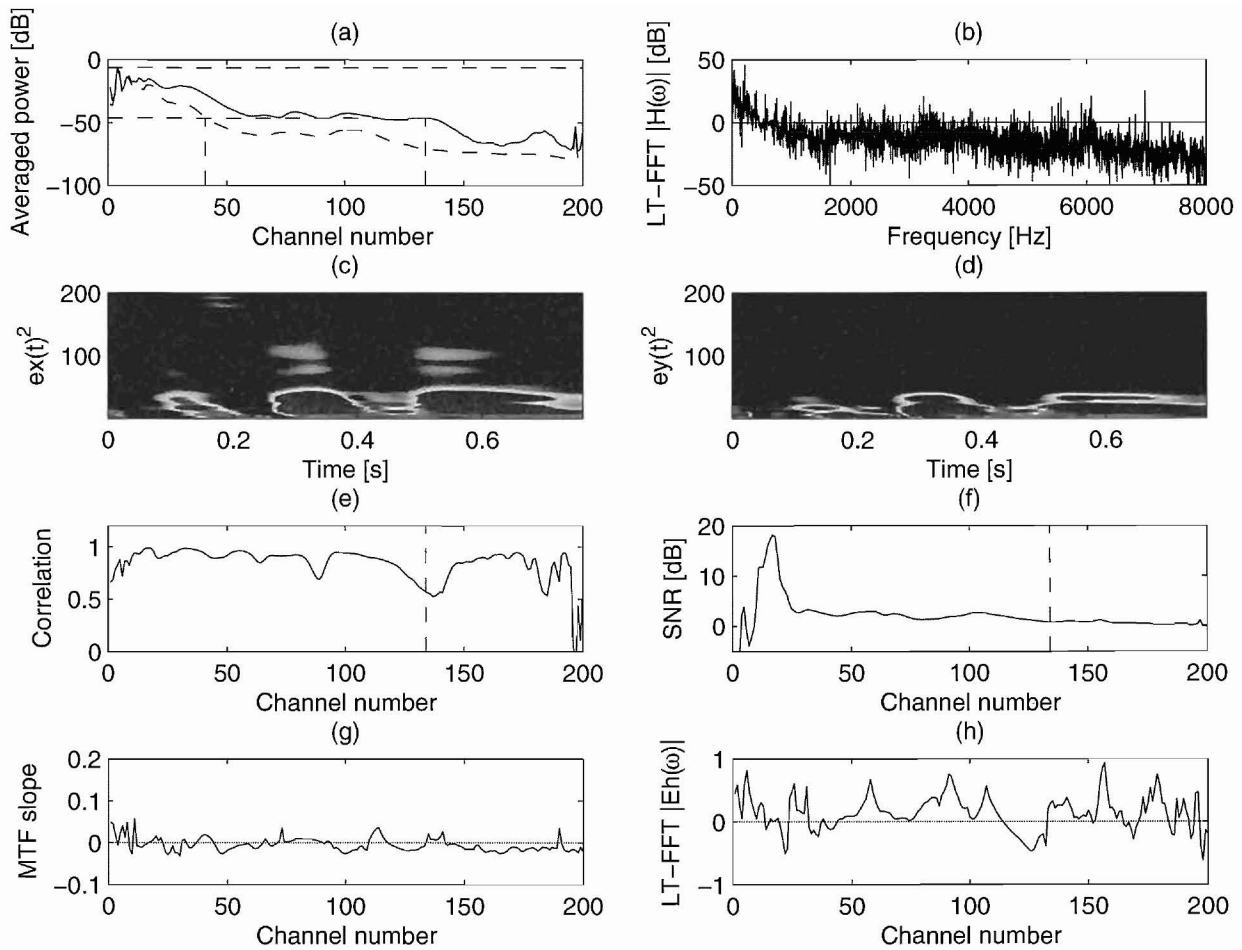 (a)
Averaged power [dB]
0
−50
−100
0 50 100 150 200
Channel number
(b)
LT−FFT |H(ω)| [dB]
50
0
−50
0 2000 4000 6000 8000
Frequency [Hz]
(c)
ex(t)^2
200
100
0 0.2 0.4 0.6
Time [s]
(d)
ey(t)^2
200
100
0 0.2 0.4 0.6
Time [s]
(e)
Correlation
1
0.5
0
0 50 100 150 200
Channel number
(f)
SNR [dB]
20
10
0
0 50 100 150 200
Channel number
(g)
MTF slope
0.2
0.1
0
−0.1
0 50 100 150 200
Channel number
(h)
LT−FFT |Eh(ω)|
1
0
−1
0 50 100 150 200
Channel number